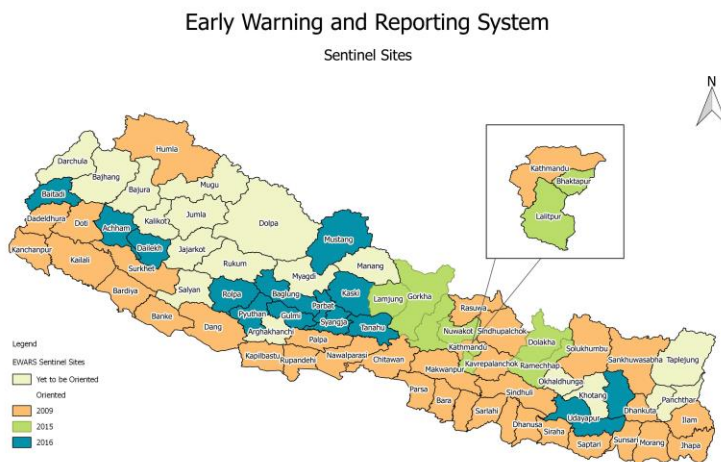 Early Warning and Reporting System
Sentinel Sites
N
Humla
Darchula
Bajhang
Bajura
Mugu
Baitadi
Dadeldhura
Doti
Achham
Kalikot
Jumla
Dolpa
Mustang
Kanchanpur
Kailali
Dailekh
Jajarkot
Surkhet
Rukum
Myagdi
Manang
Bardiya
Salyan
Rolpa
Baglung
Parbat
Kaski
Lamjung
Gorkha
Rasuwa
Banke
Dang
Pyuthan
Gulmi
Syangja
Tanahu
Arghakhanchi
Palpa
Nuwakot
Sindhupalchok
Dolakha
Solukhumbu
Sankhuwasabha
Taplejung
Kapilbastu
Rupandehi
Nawalparasi
Chitawan
Kathmandu
Kavrepalanchok
Ramechhap
Okhaldhunga
Makwanpur
Khotang
Panchthar
Parsa
Bara
Sarlahi
Sindhuli
Udayapur
Dhankuta
Ilam
Dhanusa
Siraha
Saptari
Sunsari
Morang
Jhapa
Kathmandu
Bhaktapur
Lalitpur
Legend
EWARS Sentinel Sites
Yet to be Oriented
Oriented
2009
2015
2016